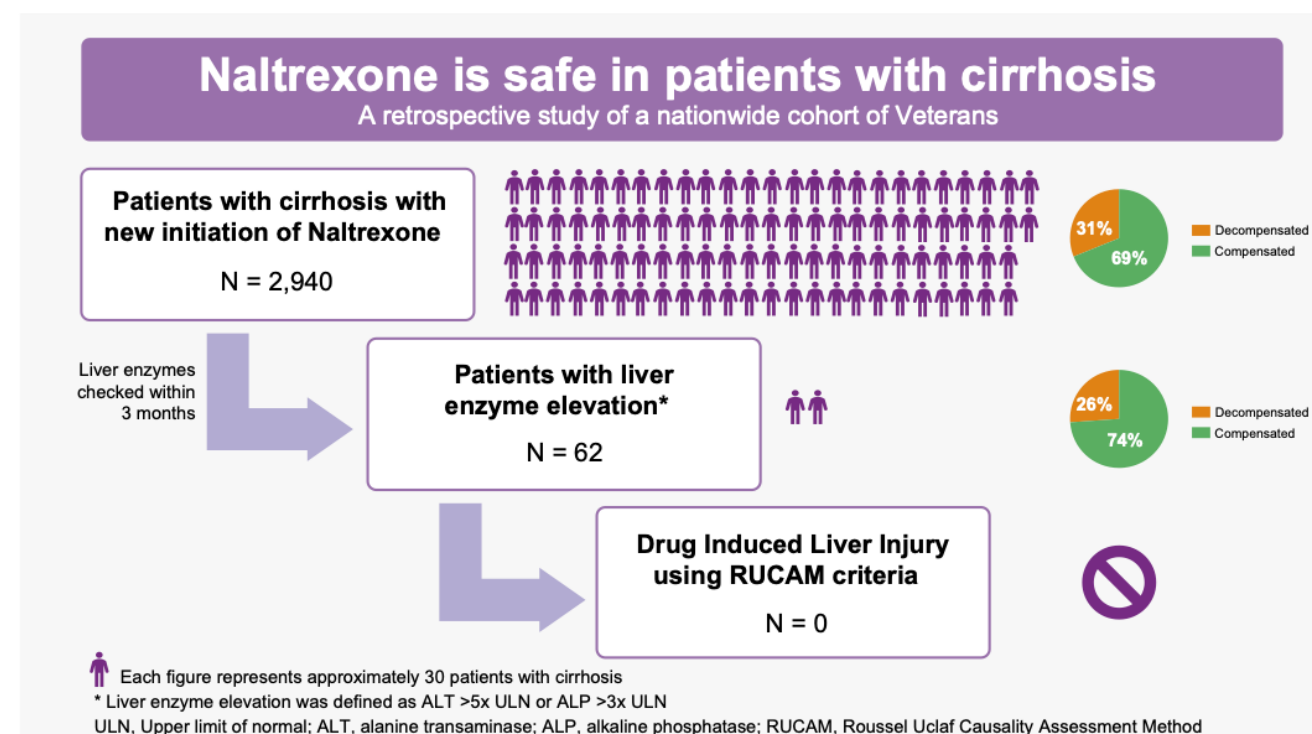 Naltrexone is safe in patients with cirrhosis
A retrospective study of a nationwide cohort of Veterans
Patients with cirrhosis with
new initiation of Naltrexone
N = 2,940
31%
69%
Decompensated
Compensated
Liver enzymes
checked within
3 months
Patients with liver
enzyme elevation*
N = 62
26%
74%
Decompensated
Compensated
Drug Induced Liver Injury
using RUCAM criteria
N = 0
Each figure represents approximately 30 patients with cirrhosis
* Liver enzyme elevation was defined as ALT >5x ULN or ALP >3x ULN
ULN, Upper limit of normal; ALT, alanine transaminase; ALP, alkaline phosphatase; RUCAM, Roussel Uclaf Causality Assessment Method